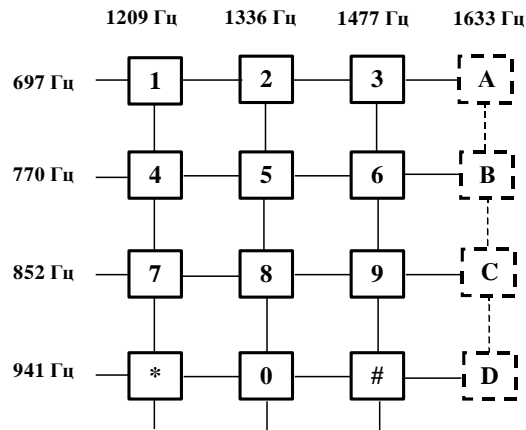 1209 Гц 1336 Гц 1477 Гц 1633 Гц
697 Гц 1 2 3 A
770 Гц 4 5 6 B
852 Гц 7 8 9 C
941 Гц * 0 # D